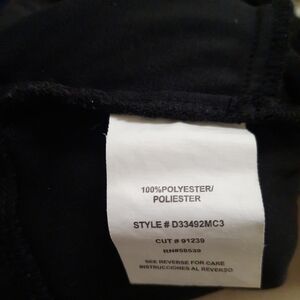 100%POLYESTER/
POLIESTER
STYLE # D33492MC3
CUT # 91239
RN#58539
SEE REVERSE FOR CARE
INSTRUCCIONES AL REVERSO